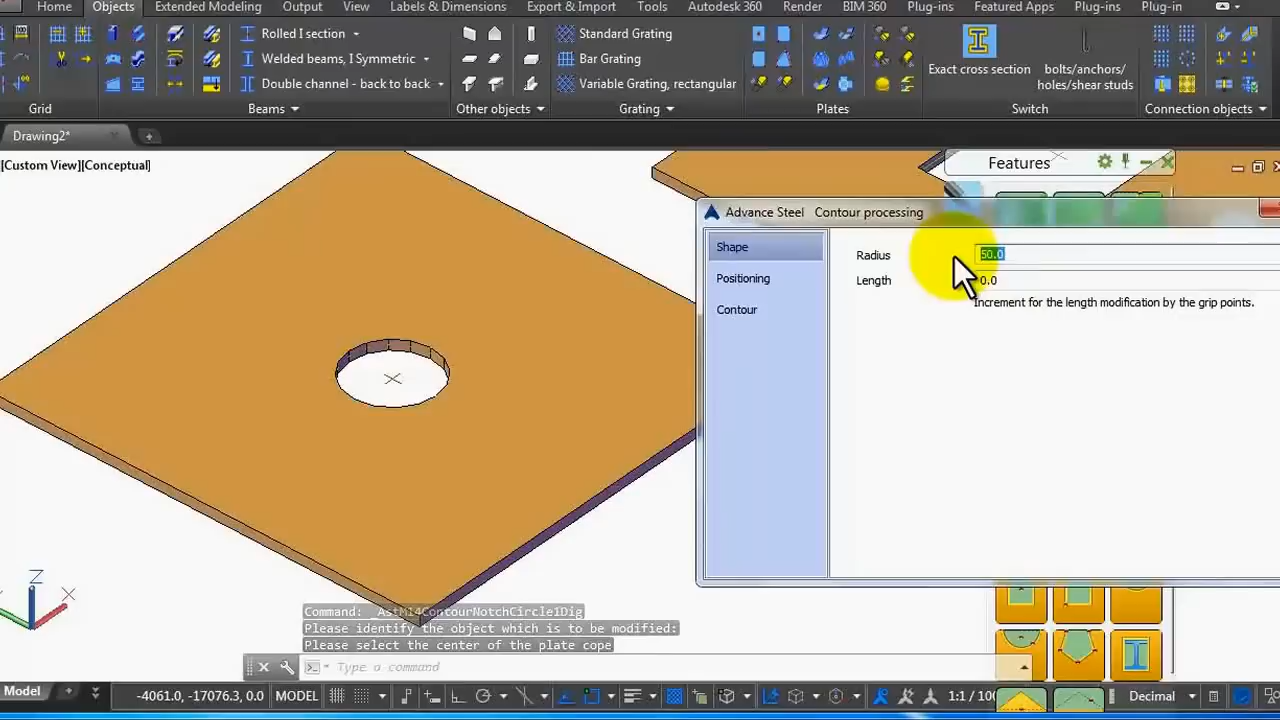 Home Objects Extended Modeling Output View Labels & Dimensions Export & Import Tools Autodesk 360 Render BIM 360 Plug-ins Featured Apps Plug-ins Plug-in
Rolled I section
Standard Grating
Welded beams, I Symmetric
Bar Grating
Exact cross section
bolts/anchors/
holes/shear studs
Double channel - back to back
Variable Grating, rectangular
Grid Beams Other objects Grating Plates Switch Connection objects
Drawing2*
[Custom View][Conceptual]
Features
Advance Steel Contour processing
Shape
Radius 50.0
Positioning
Length 0.0
Increment for the length modification by the grip points.
Contour
Z
X
Command: _AstM14ContourNotchCircle1Dig
Please identify the object which is to be modified:
Please select the center of the plate cope
Type a command
Model -4061.0, -17076.3, 0.0 MODEL 1:1 / 100 Decimal